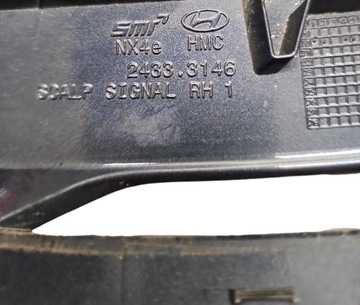 SMR
NX4e HMC
2433.3146
SCALP SIGNAL RH 1